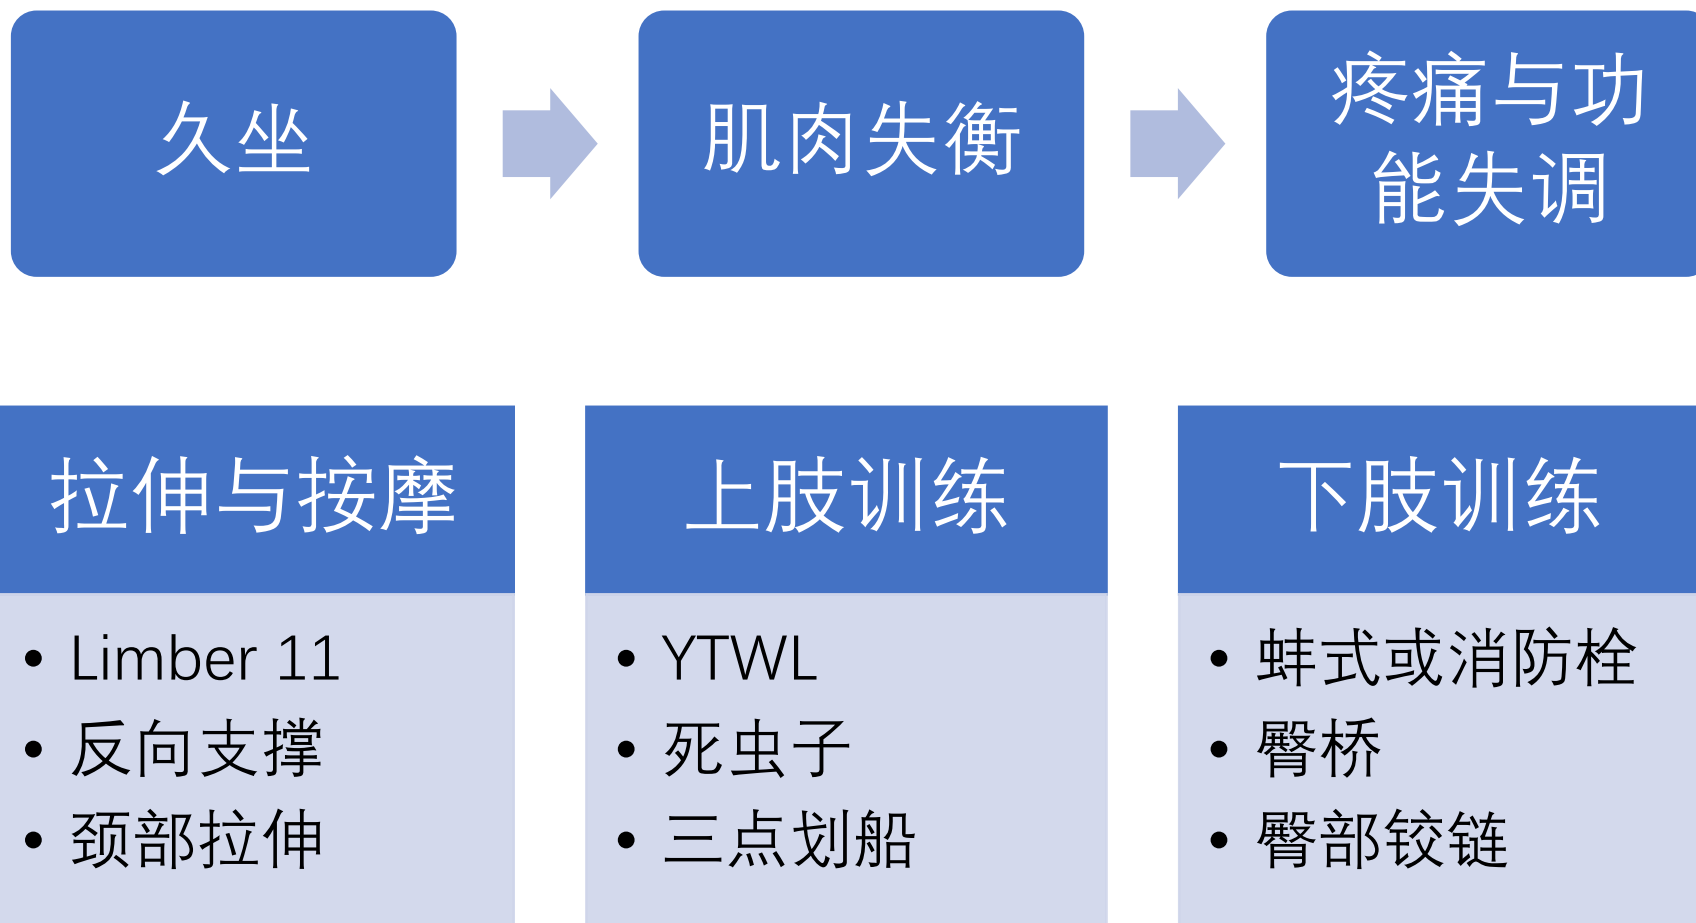 久坐
肌肉失衡
疼痛与功
能失调
拉伸与按摩
• Limber 11
• 反向支撑
• 颈部拉伸
上肢训练
• YTWL
• 死虫子
• 三点划船
下肢训练
• 蚌式或消防栓
• 臀桥
• 臀部铰链